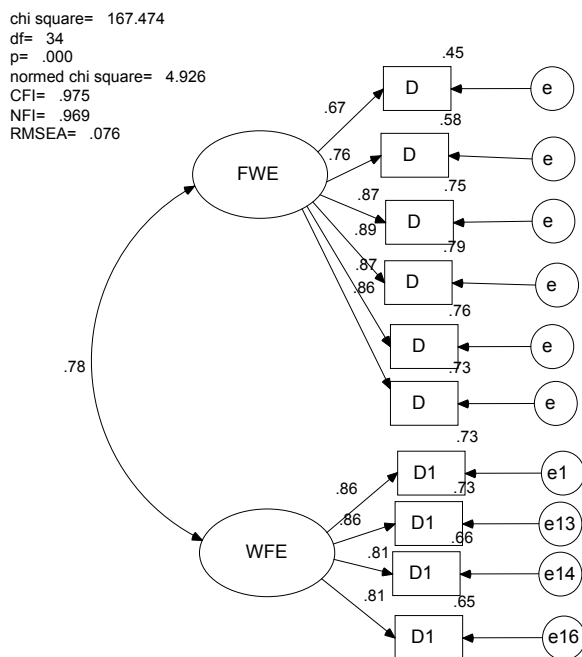 chi square= 167.474
df= 34
p= .000
normed chi square= 4.926
CFI= .975
NFI= .969
RMSEA= .076
.45
D
e
.67
.58
FWE
.76
D
e
.75
.87
D
e
.89
.79
.87
D
e
.86
.76
D
e
.73
D
e
.78
.73
.86
D1
e1
.73
.86
D1
e13
WFE
.66
.81
D1
e14
.81
.65
D1
e16